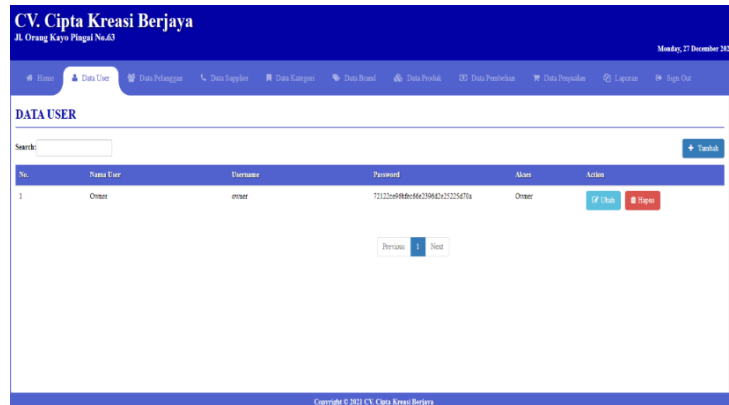 CV. Cipta Kreasi Berjaya
Jl. Orang Kayo Pingai No.63
Monday, 27 December 202
Home Data User Data Pelanggan Data Supplier Data Kategori Data Brand Data Produk Data Pembelian Data Penjualan Laporan Sign Out
DATA USER
Search:
+ Tambah
No. Nama User Username Password Akses Action
1 Owner owner Owner Ubah Hapus
Previous 1 Next
Copyright © 2021 CV. Cipta Kreasi Berjaya